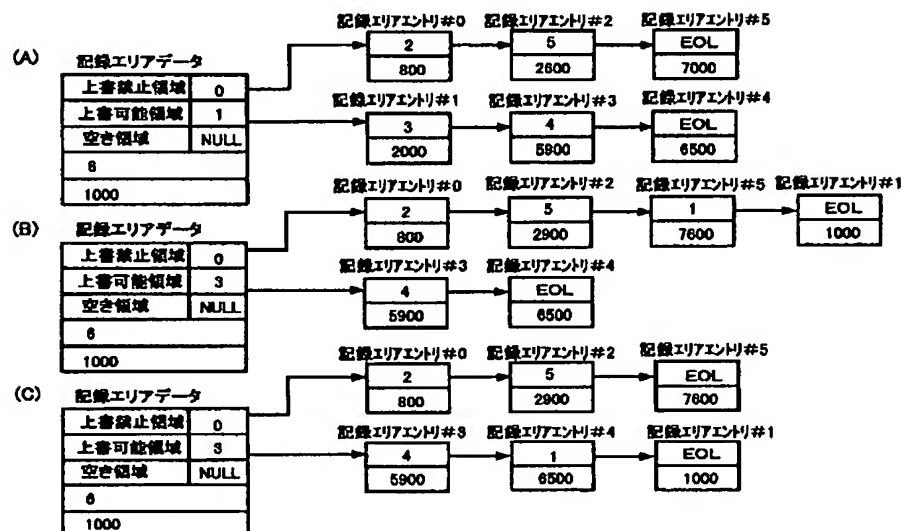 (A) 記録エリアデータ
上書禁止領域 0
上書可能領域 1
空き領域 NULL
6
1000
記録エリアエントリ#0
2
800
記録エリアエントリ#2
5
2600
記録エリアエントリ#5
EOL
7000
記録エリアエントリ#1
3
2000
記録エリアエントリ#3
4
5900
記録エリアエントリ#4
EOL
6500
(B) 記録エリアデータ
上書禁止領域 0
上書可能領域 3
空き領域 NULL
6
1000
記録エリアエントリ#0
2
800
記録エリアエントリ#2
5
2900
記録エリアエントリ#5
1
7600
記録エリアエントリ#1
EOL
1000
記録エリアエントリ#3
4
5900
記録エリアエントリ#4
EOL
6500
(C) 記録エリアデータ
上書禁止領域 0
上書可能領域 3
空き領域 NULL
6
1000
記録エリアエントリ#0
2
800
記録エリアエントリ#2
5
2900
記録エリアエントリ#5
EOL
7600
記録エリアエントリ#3
4
5900
記録エリアエントリ#4
1
6500
記録エリアエントリ#1
EOL
1000